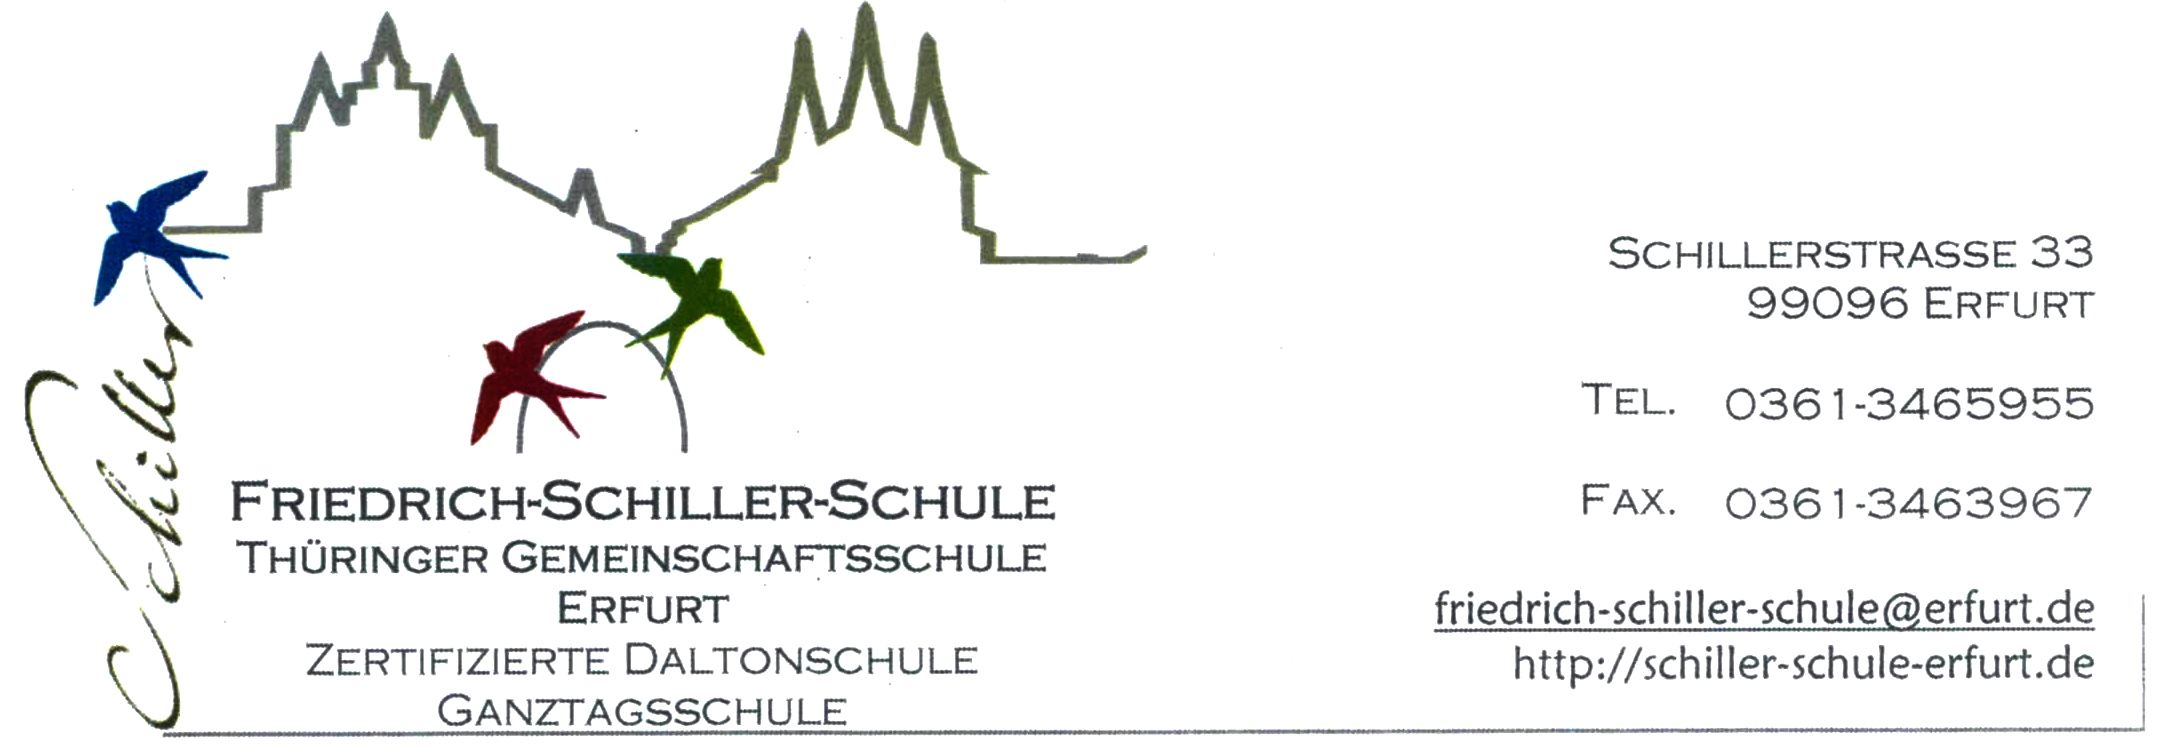 Schiller
FRIEDRICH-SCHILLER-SCHULE
THÜRINGER GEMEINSCHAFTSSCHULE
ERFURT
ZERTIFIZIERTE DALTONSCHULE
GANZTAGSSCHULE
SCHILLERSTRASSE 33
99096 ERFURT
TEL. 0361-3465955
FAX. 0361-3463967
friedrich-schiller-schule@erfurt.de
http://schiller-schule-erfurt.de